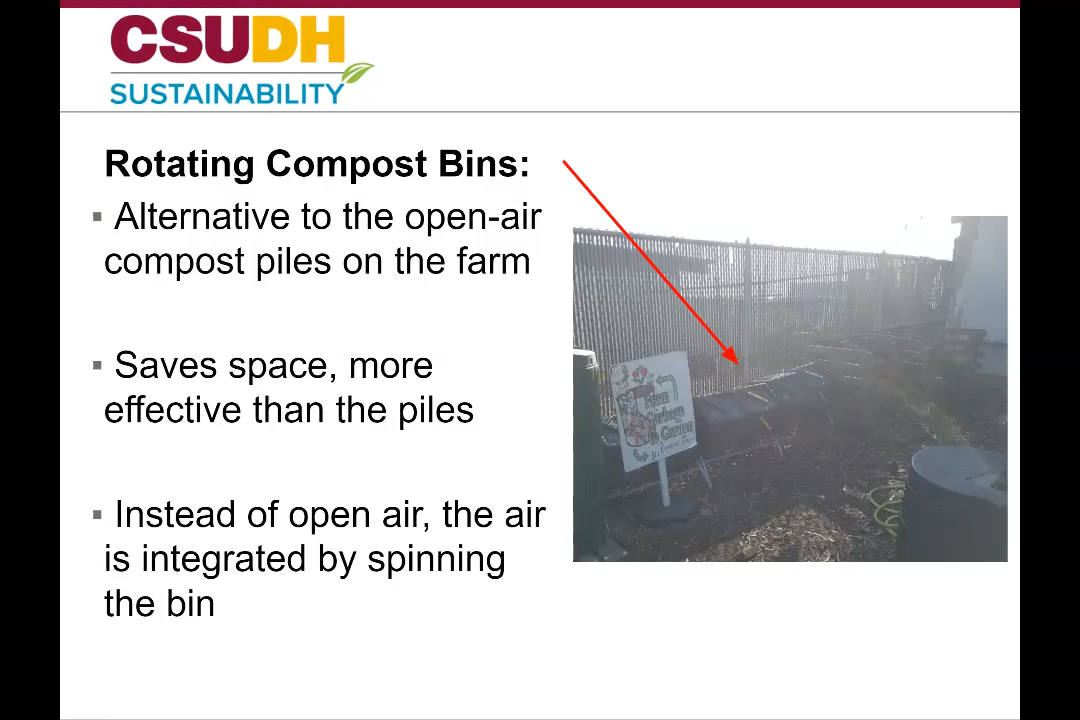 CSUDH
SUSTAINABILITY
Rotating Compost Bins:
▪ Alternative to the open-air
compost piles on the farm
▪ Saves space, more
effective than the piles
▪ Instead of open air, the air
is integrated by spinning
the bin
From
Garbage
to Garden